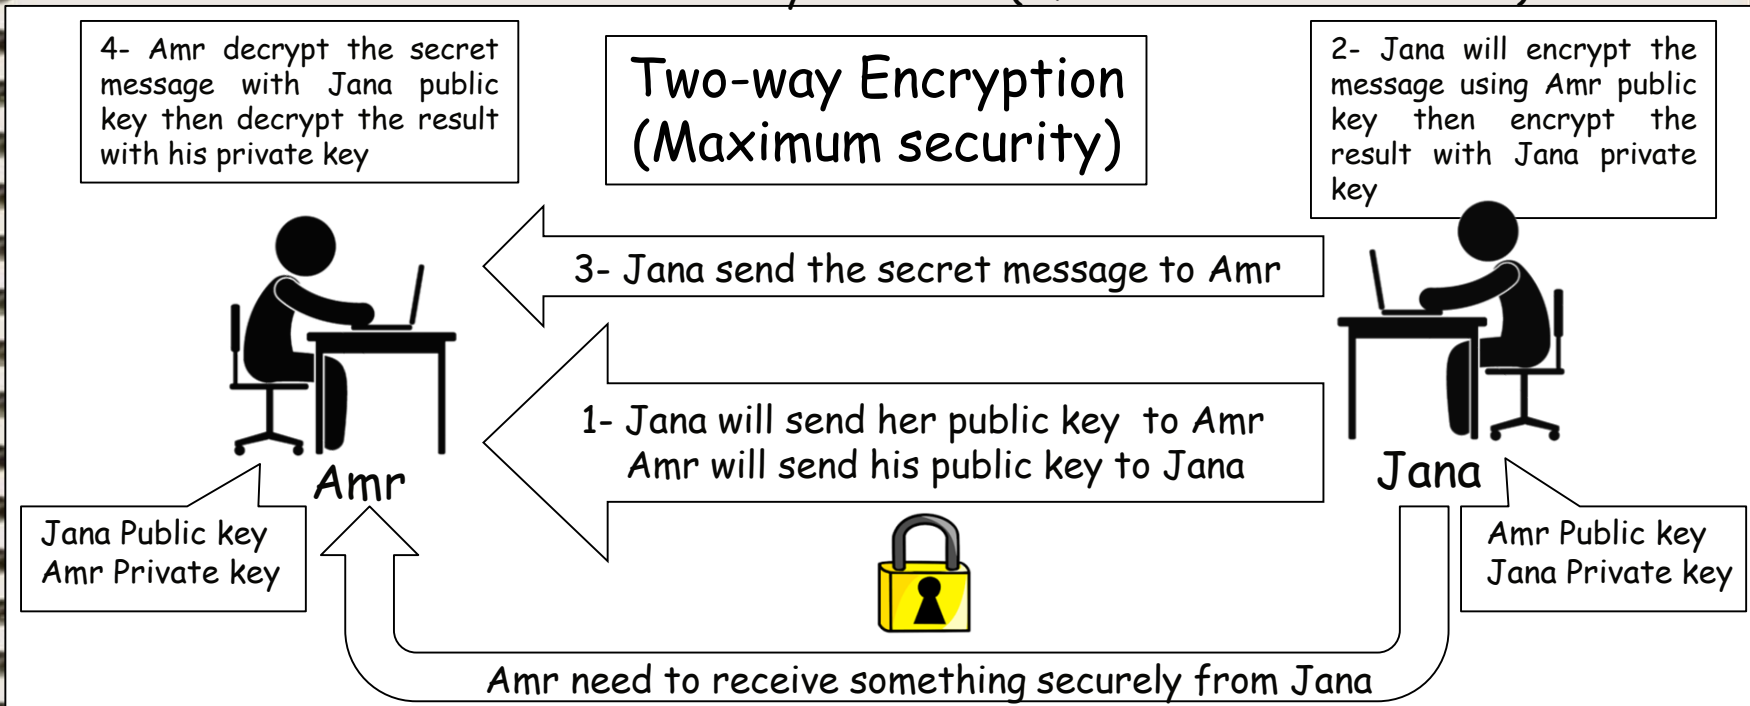 4- Amr decrypt the secret
message with Jana public
key then decrypt the result
with his private key
Two-way Encryption
(Maximum security)
2- Jana will encrypt the
message using Amr public
key then encrypt the
result with Jana private
key
3- Jana send the secret message to Amr
1- Jana will send her public key to Amr
Amr will send his public key to Jana
Amr
Jana
Jana Public key
Amr Private key
Amr Public key
Jana Private key
Amr need to receive something securely from Jana